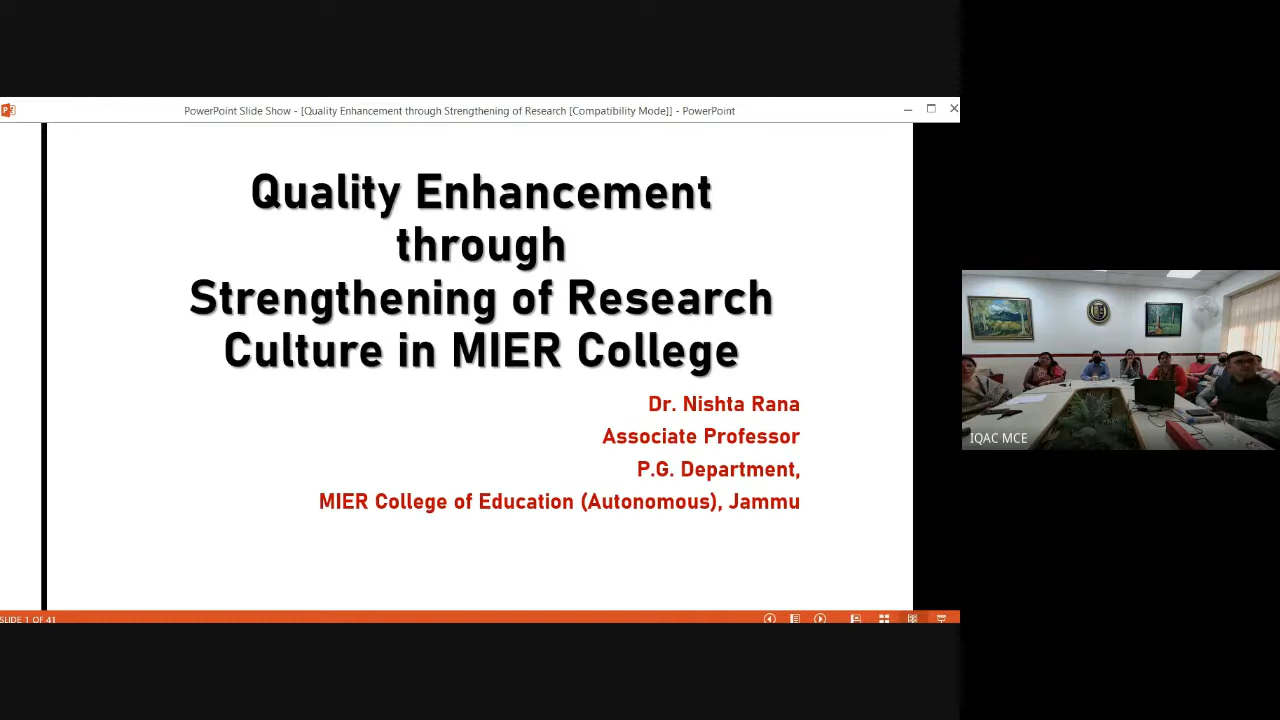 PowerPoint Slide Show - [Quality Enhancement through Strengthening of Research [Compatibility Mode]] - PowerPoint
Quality Enhancement
through
Strengthening of Research
Culture in MIER College
Dr. Nishta Rana
Associate Professor
P.G. Department,
MIER College of Education (Autonomous), Jammu
SLIDE 1 OF 41
IQAC MCE